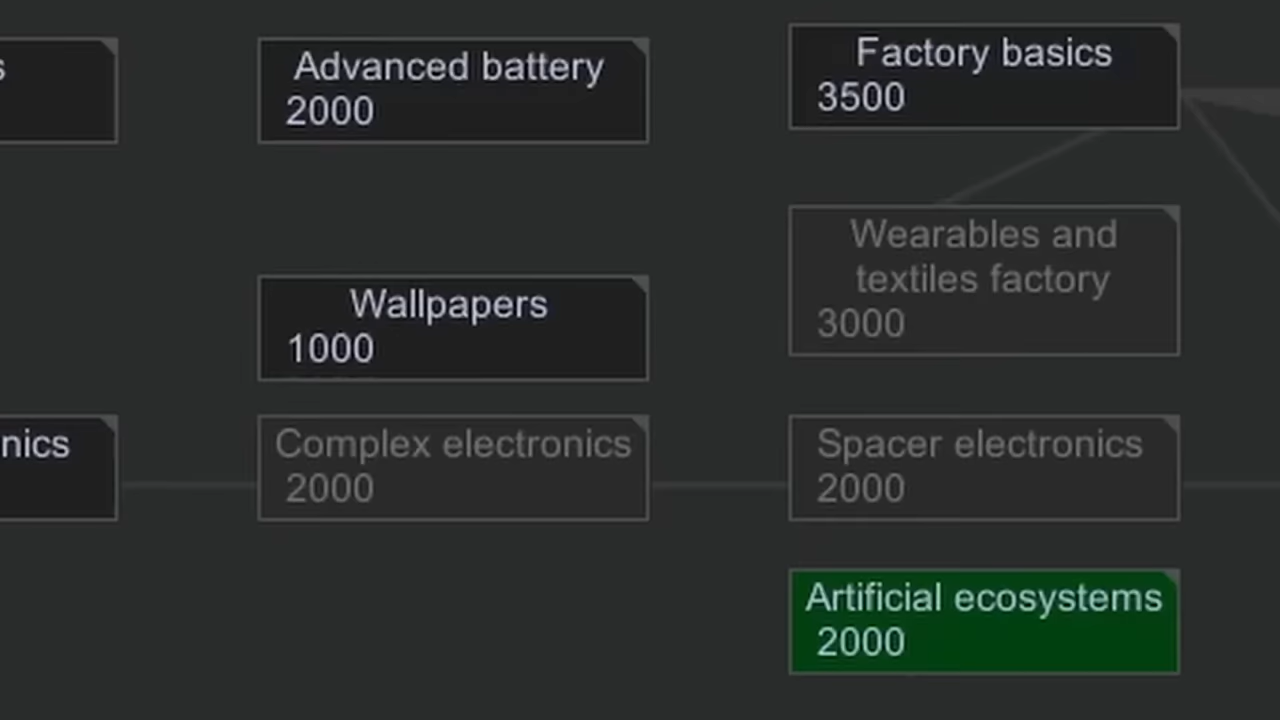 s
Advanced battery
2000
Factory basics
3500
Wearables and
textiles factory
3000
Wallpapers
1000
nics
Complex electronics
2000
Spacer electronics
2000
Artificial ecosystems
2000